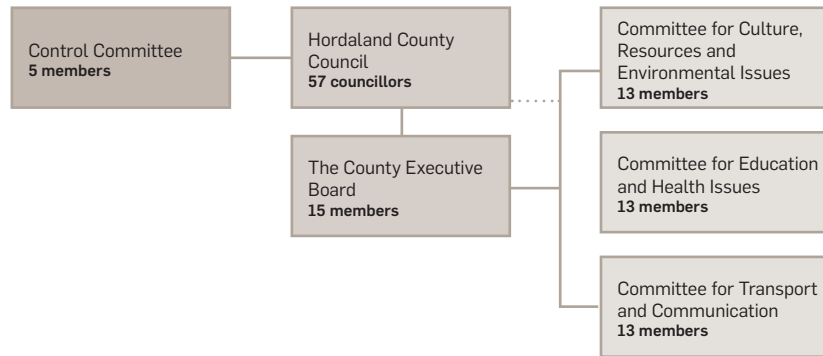 Control Committee
5 members
Hordaland County
Council
57 councillors
The County Executive
Board
15 members
Committee for Culture,
Resources and
Environmental Issues
13 members
Committee for Education
and Health Issues
13 members
Committee for Transport
and Communication
13 members